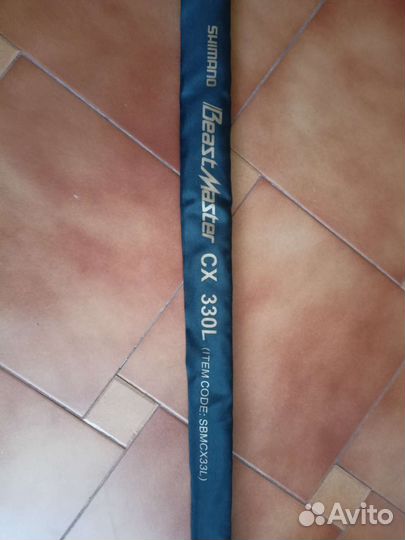 SHIMANO
BeastMaster CX 330L (ITEM CODE: SBMCX33L)
Avito